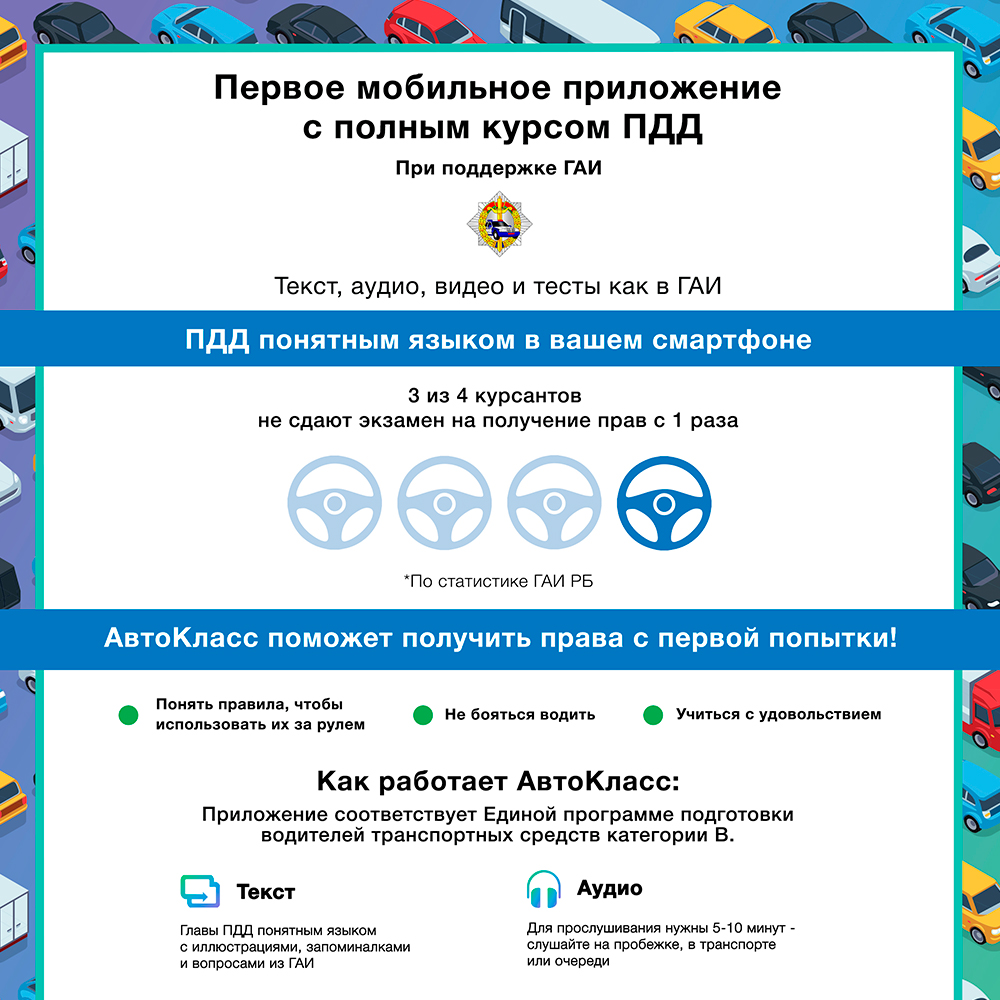 Первое мобильное приложение
с полным курсом ПДД
При поддержке ГАИ
Текст, аудио, видео и тесты как в ГАИ
ПДД понятным языком в вашем смартфоне
3 из 4 курсантов
не сдают экзамен на получение прав с 1 раза
*По статистике ГАИ РБ
АвтоКласс поможет получить права с первой попытки!
Понять правила, чтобы
использовать их за рулем
Не бояться водить
Учиться с удовольствием
Как работает АвтоКласс:
Приложение соответствует Единой программе подготовки
водителей транспортных средств категории В.
Текст
Главы ПДД понятным языком
с иллюстрациями, запоминалками
и вопросами из ГАИ
Аудио
Для прослушивания нужны 5-10 минут -
слушайте на пробежке, в транспорте
или очереди